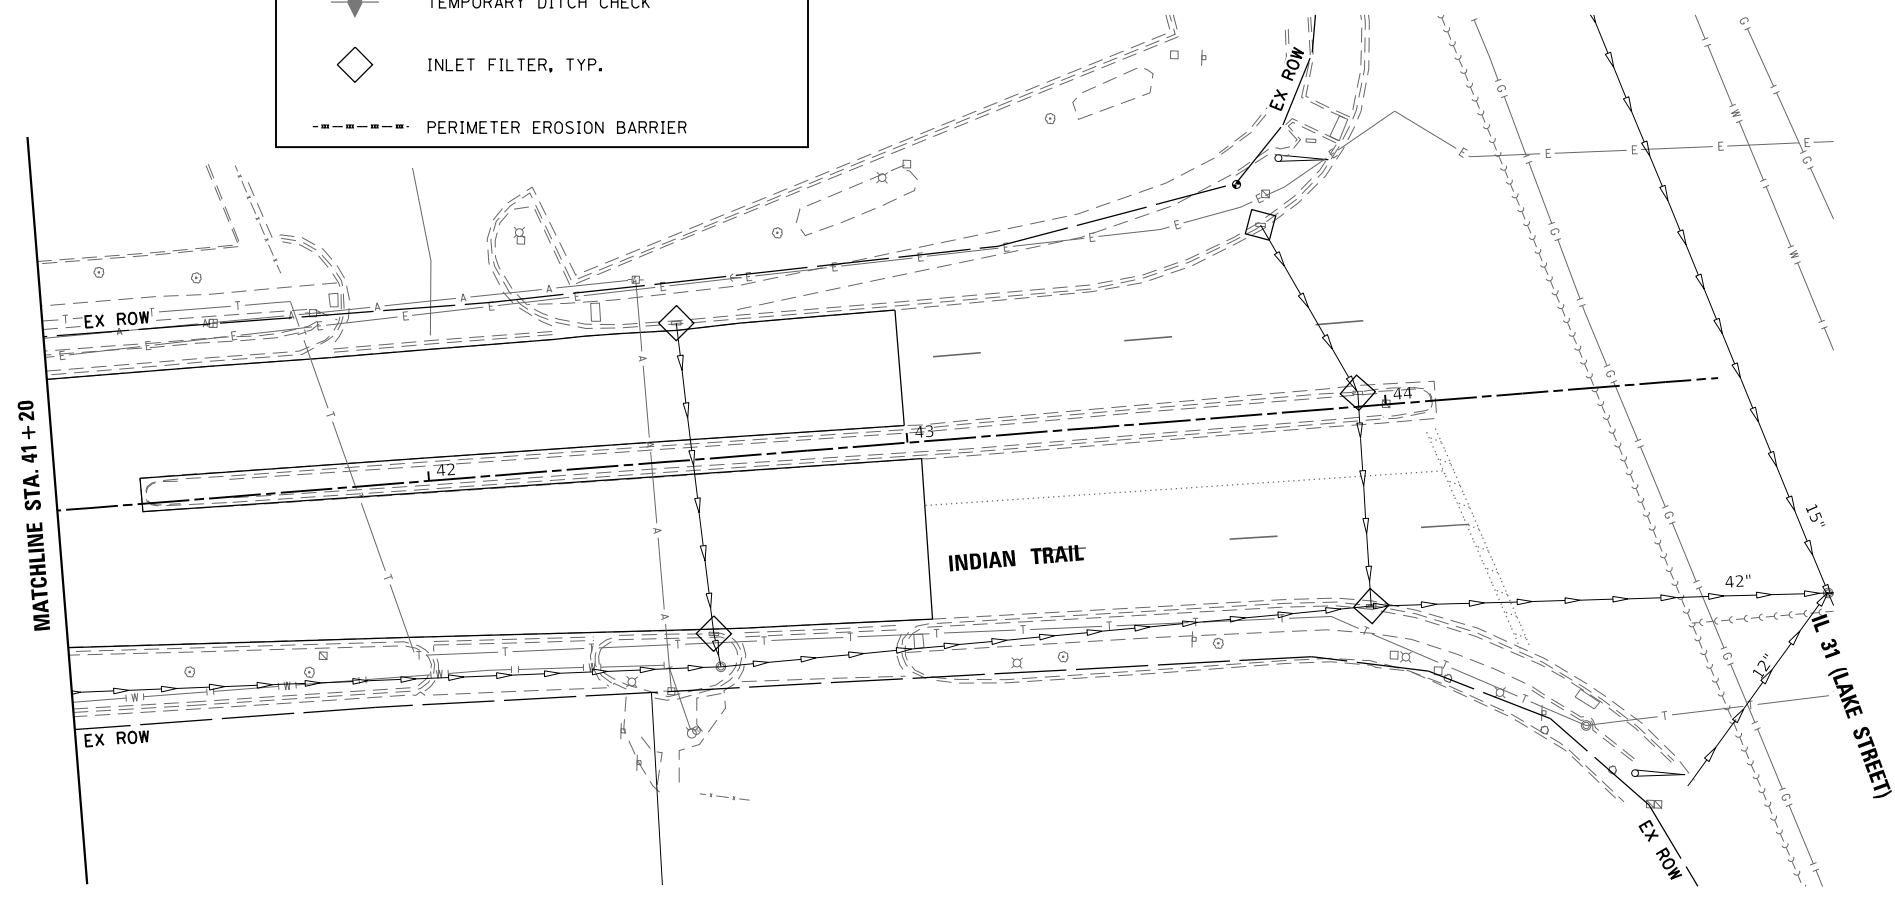 TEMPORARY DITCH CHECK
INLET FILTER, TYP.
PERIMETER EROSION BARRIER
EX ROW
EX ROW
MATCHLINE STA. 41+20
42
43
44
INDIAN TRAIL
15"
42"
12"
IL 31 (LAKE STREET)
EX ROW
EX ROW